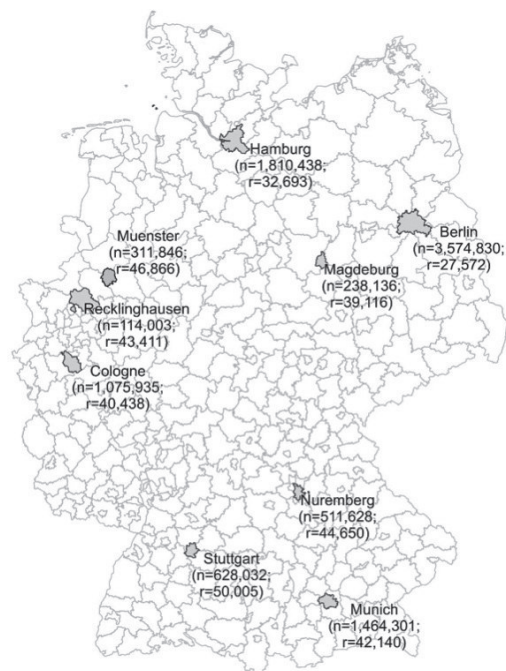 Hamburg
(n=1,810,438;
r=32,693)
Berlin
(n=3,574,830;
r=27,572)
Muenster
(n=311,846;
r=46,866)
Magdeburg
(n=238,136;
r=39,116)
Recklinghausen
(n=114,003;
r=43,411)
Cologne
(n=1,075,935;
r=40,438)
Nuremberg
(n=511,628;
r=44,650)
Stuttgart
(n=628,032;
r=50,005)
Munich
(n=1,464,301;
r=42,140)